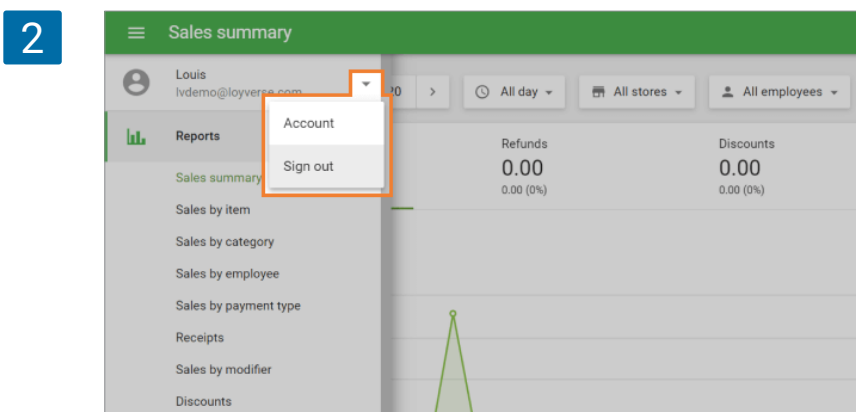 2
Sales summary
Louis
lvdemo@loyverse.com
20
All day
All stores
All employees
Account
Sign out
Reports
Sales summary
Sales by item
Sales by category
Sales by employee
Sales by payment type
Receipts
Sales by modifier
Discounts
Refunds
0.00
0.00 (0%)
Discounts
0.00
0.00 (0%)